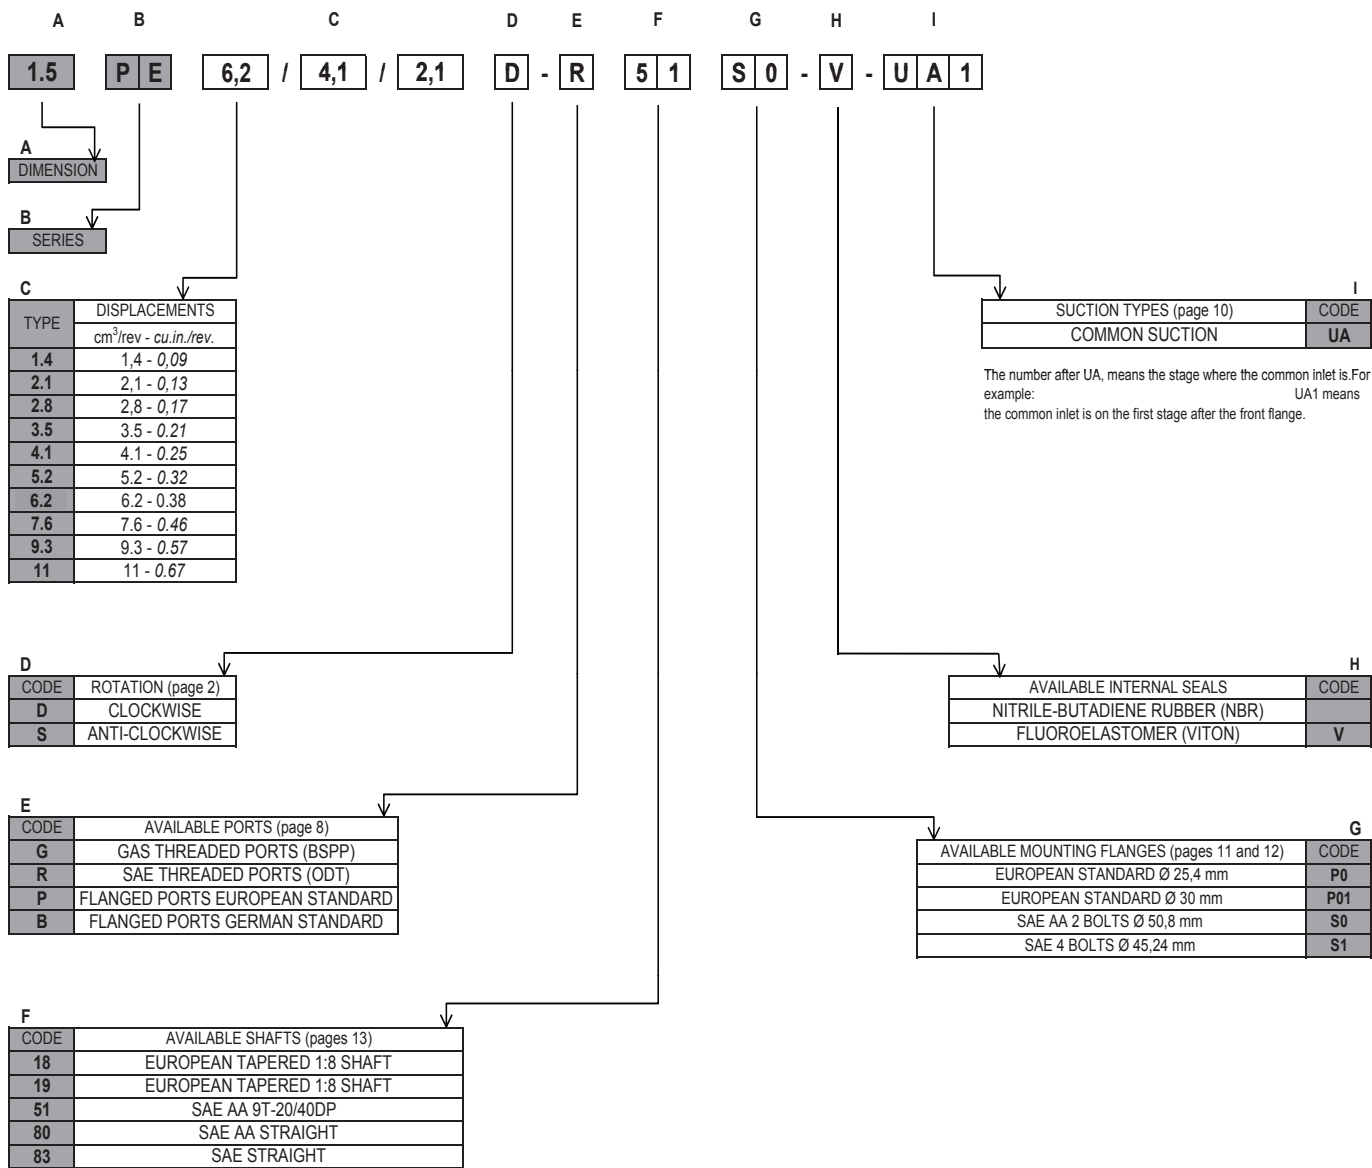 A B C D E F G H I
1.5 P E 6,2 / 4,1 / 2,1 D - R 5 1 S 0 - V - U A 1
A
DIMENSION
B
SERIES
C
TYPE DISPLACEMENTS
cm³/rev - cu.in./rev.
1.4 1,4 - 0,09
2.1 2,1 - 0,13
2.8 2,8 - 0,17
3.5 3.5 - 0.21
4.1 4.1 - 0.25
5.2 5.2 - 0.32
6.2 6.2 - 0.38
7.6 7.6 - 0.46
9.3 9.3 - 0.57
11 11 - 0.67
I
SUCTION TYPES (page 10) CODE
COMMON SUCTION UA
The number after UA, means the stage where the common inlet is.For
example: UA1 means
the common inlet is on the first stage after the front flange.
D
CODE ROTATION (page 2)
D CLOCKWISE
S ANTI-CLOCKWISE
H
AVAILABLE INTERNAL SEALS CODE
NITRILE-BUTADIENE RUBBER (NBR)
FLUOROELASTOMER (VITON) V
E
CODE AVAILABLE PORTS (page 8)
G GAS THREADED PORTS (BSPP)
R SAE THREADED PORTS (ODT)
P FLANGED PORTS EUROPEAN STANDARD
B FLANGED PORTS GERMAN STANDARD
G
AVAILABLE MOUNTING FLANGES (pages 11 and 12) CODE
EUROPEAN STANDARD Ø 25,4 mm P0
EUROPEAN STANDARD Ø 30 mm P01
SAE AA 2 BOLTS Ø 50,8 mm S0
SAE 4 BOLTS Ø 45,24 mm S1
F
CODE AVAILABLE SHAFTS (pages 13)
18 EUROPEAN TAPERED 1:8 SHAFT
19 EUROPEAN TAPERED 1:8 SHAFT
51 SAE AA 9T-20/40DP
80 SAE AA STRAIGHT
83 SAE STRAIGHT